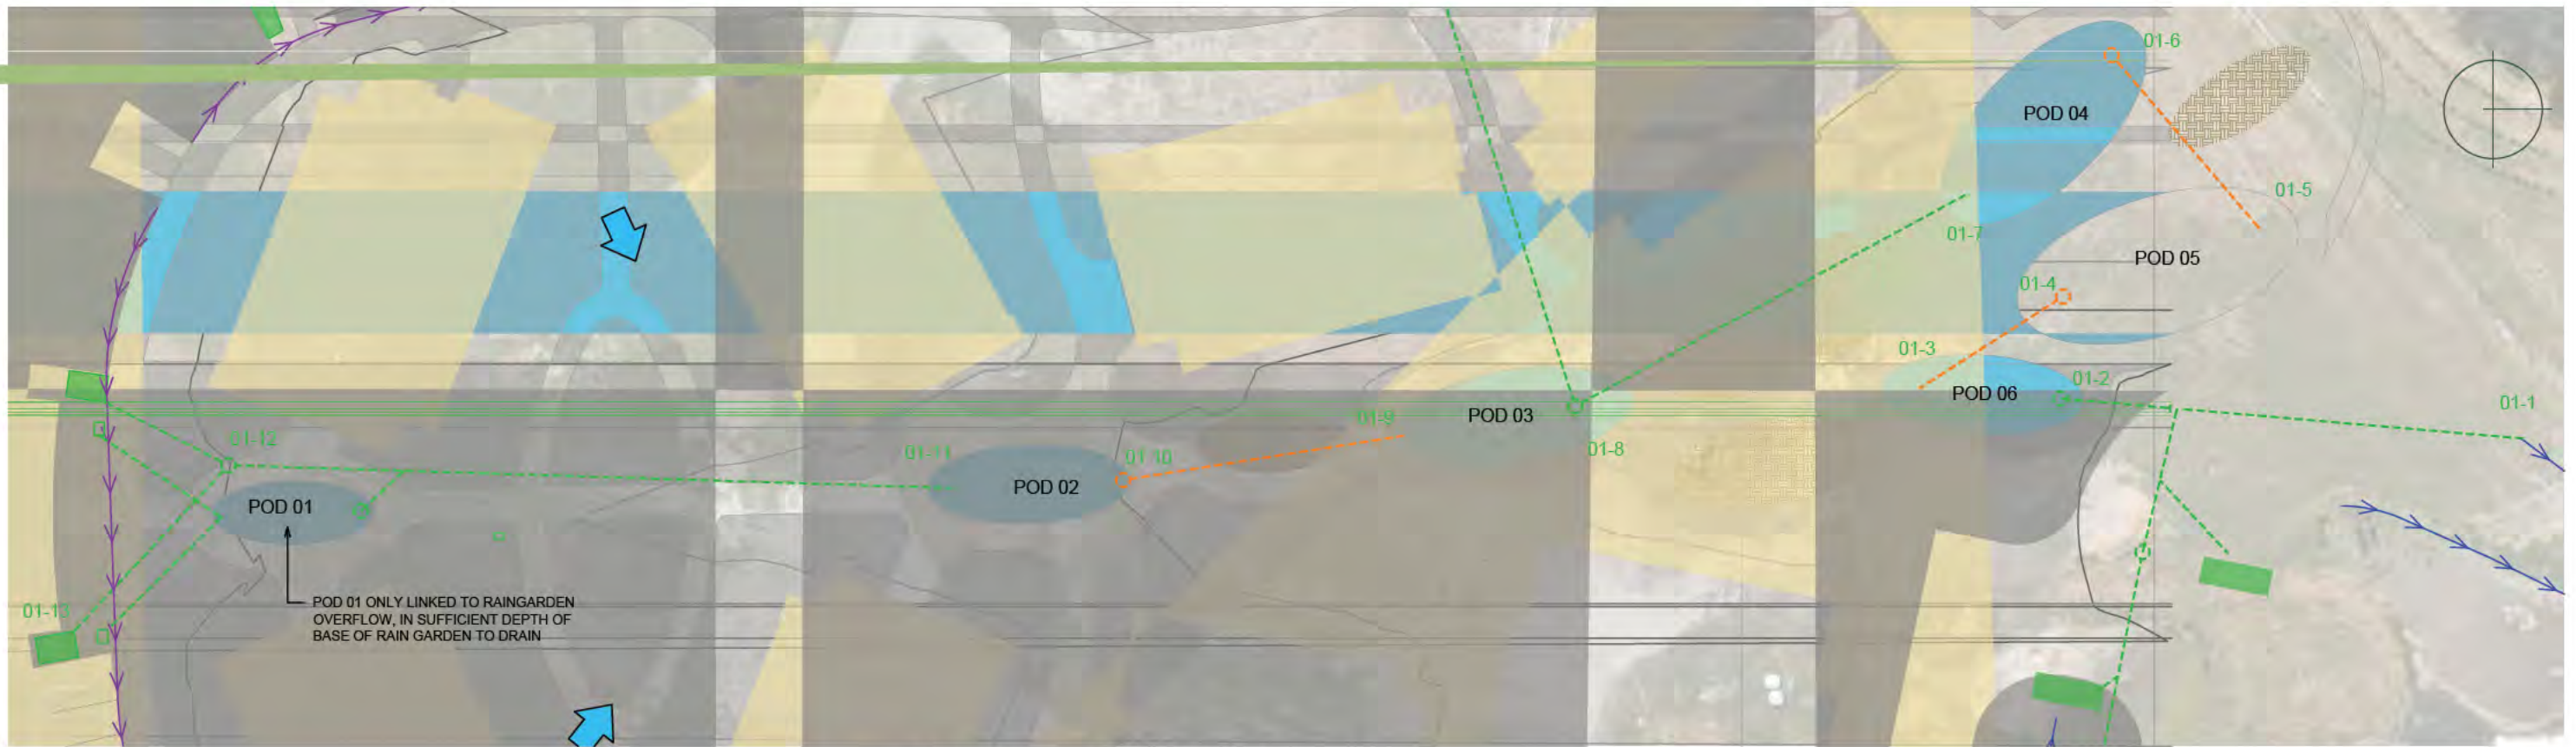 01-6
POD 04
01-5
01-7
POD 05
01-4
01-3
01-2
POD 06
01-1
01-9
POD 03
01-8
01-12
01-11
01-10
POD 02
POD 01
POD 01 ONLY LINKED TO RAINGARDEN
OVERFLOW, IN SUFFICIENT DEPTH OF
BASE OF RAIN GARDEN TO DRAIN
01-13